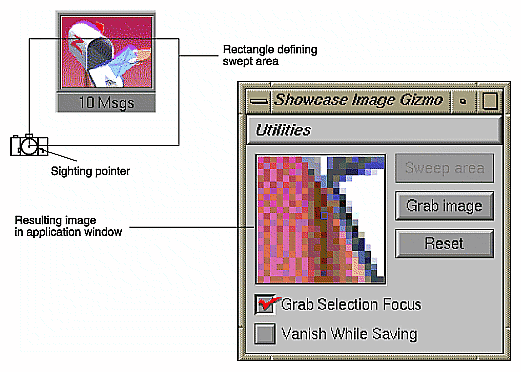 10 Msgs
Rectangle defining
swept area
Sighting pointer
Resulting image
in application window
Showcase Image Gizmo
Utilities
Sweep area
Grab image
Reset
Grab Selection Focus
Vanish While Saving